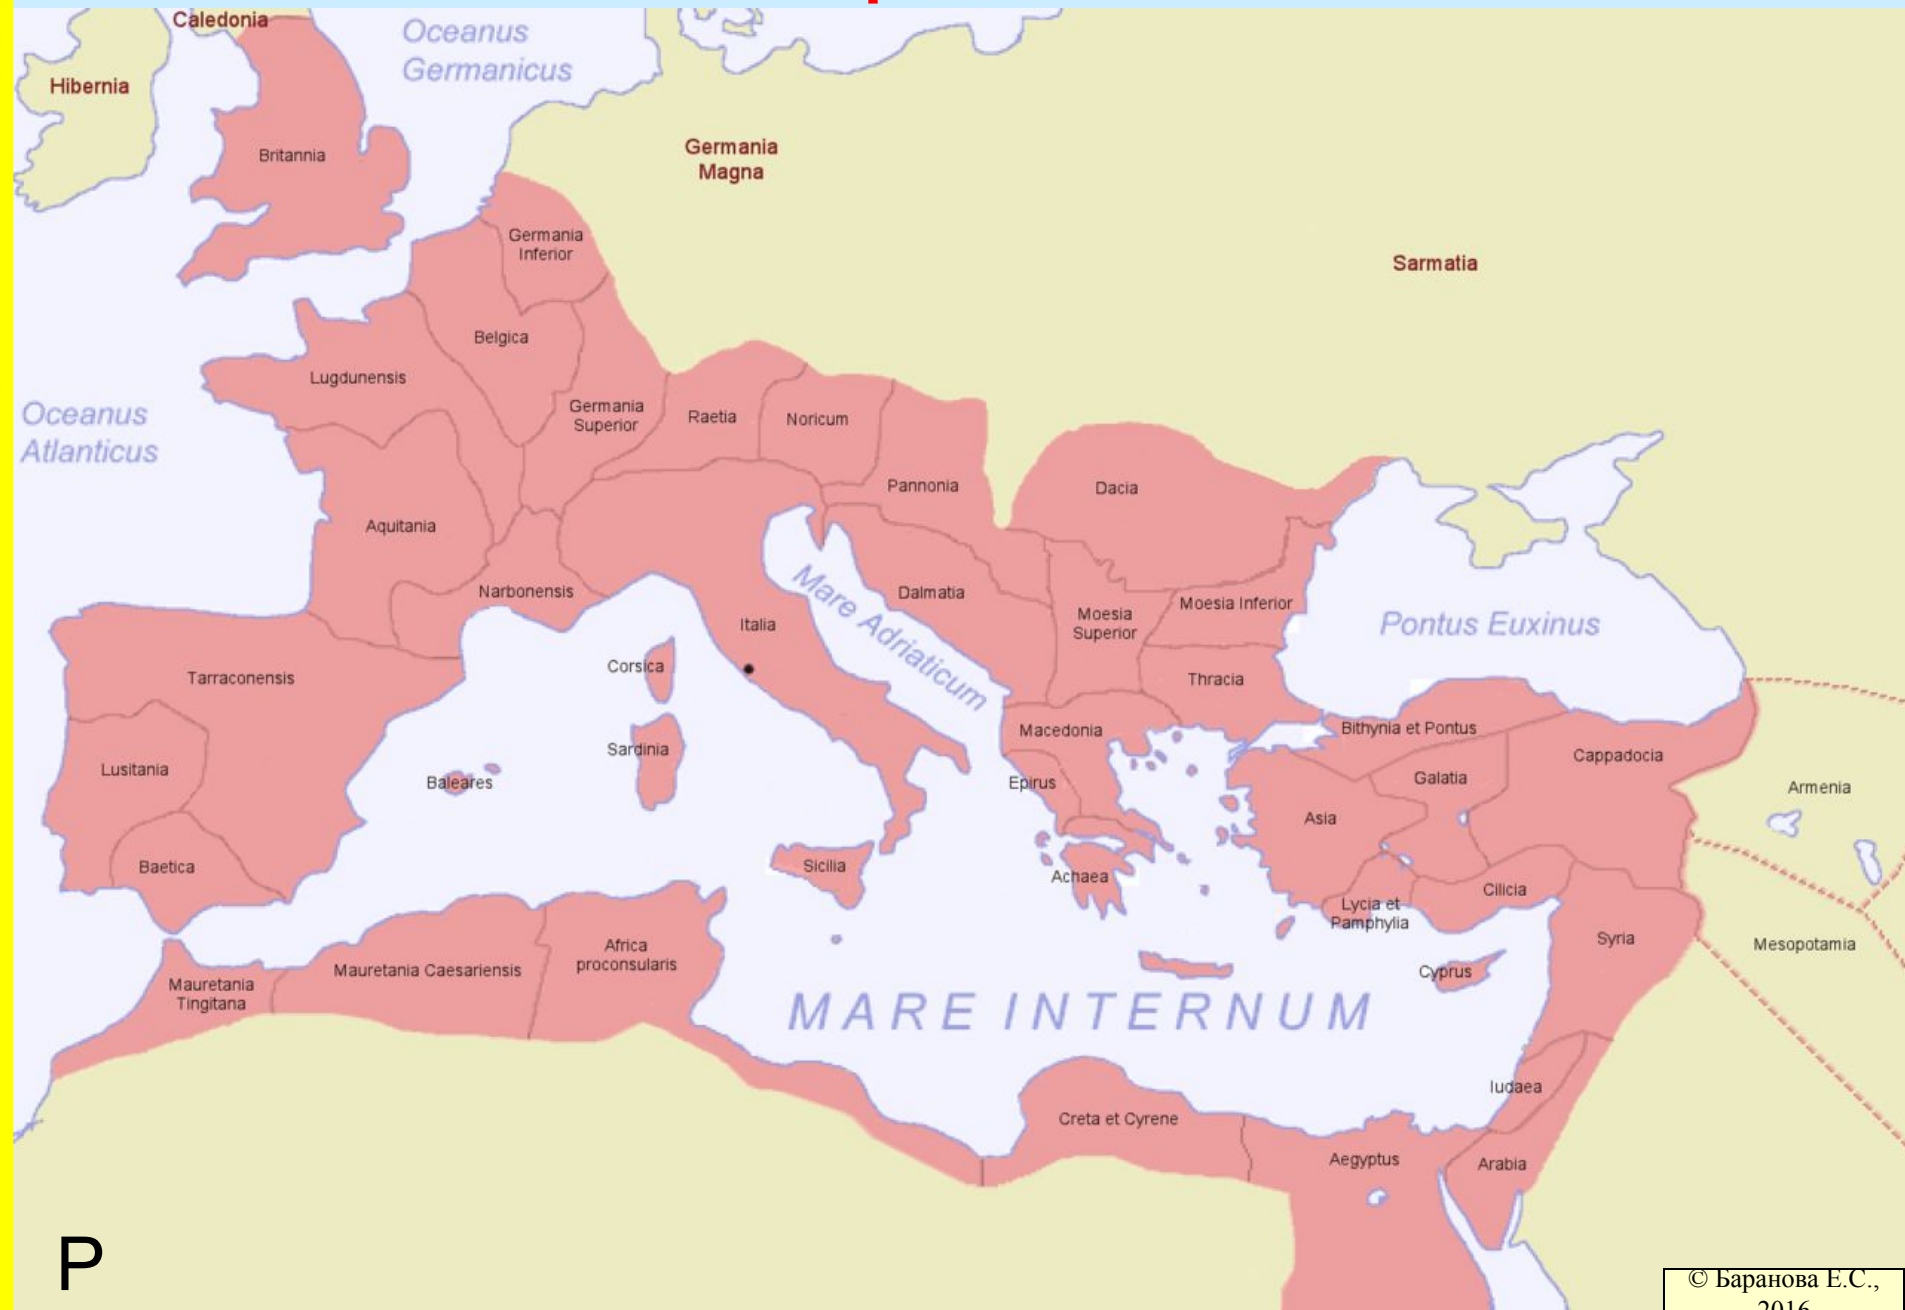 Caledonia
Oceanus
Germanicus
Hibernia
Britannia
Germania
Magna
Sarmatia
Germania
Inferior
Belgica
Lugdunensis
Germania
Superior
Raetia
Noricum
Oceanus
Atlanticus
Pannonia
Dacia
Aquitania
Narbonensis
Dalmatia
Mare Adriaticum
Moesia
Superior
Moesia Inferior
Pontus Euxinus
Italia
Corsica
Tarraconensis
Thracia
Macedonia
Bithynia et Pontus
Sardinia
Cappadocia
Lusitania
Baleares
Epirus
Galatia
Armenia
Asia
Baetica
Sicilia
Achaea
Cilicia
Lycia et
Pamphylia
Syria
Mesopotamia
Africa
proconsularis
Mauretania Caesariensis
Mauretania
Tingitana
Cyprus
MARE INTERNUM
Iudaea
Creta et Cyrene
Aegyptus
Arabia
P
© Баранова Е.С.,
2016